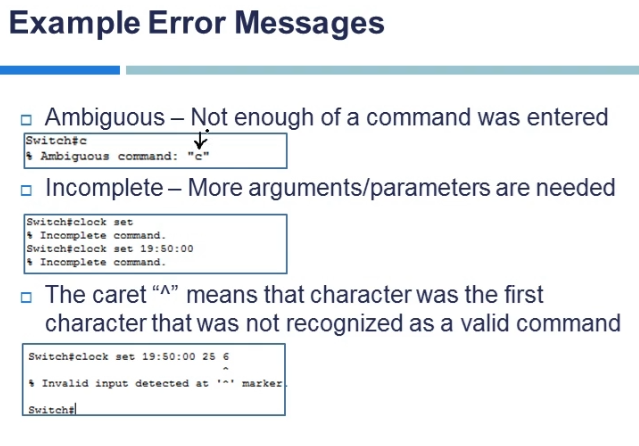 Example Error Messages
Ambiguous – Not enough of a command was entered
Switch#c
% Ambiguous command: "c"
Incomplete – More arguments/parameters are needed
Switch#clock set
% Incomplete command.
Switch#clock set 19:50:00
% Incomplete command.
The caret “^” means that character was the first
character that was not recognized as a valid command
Switch#clock set 19:50:00 25 6
^
% Invalid input detected at '^' marker.
Switch#